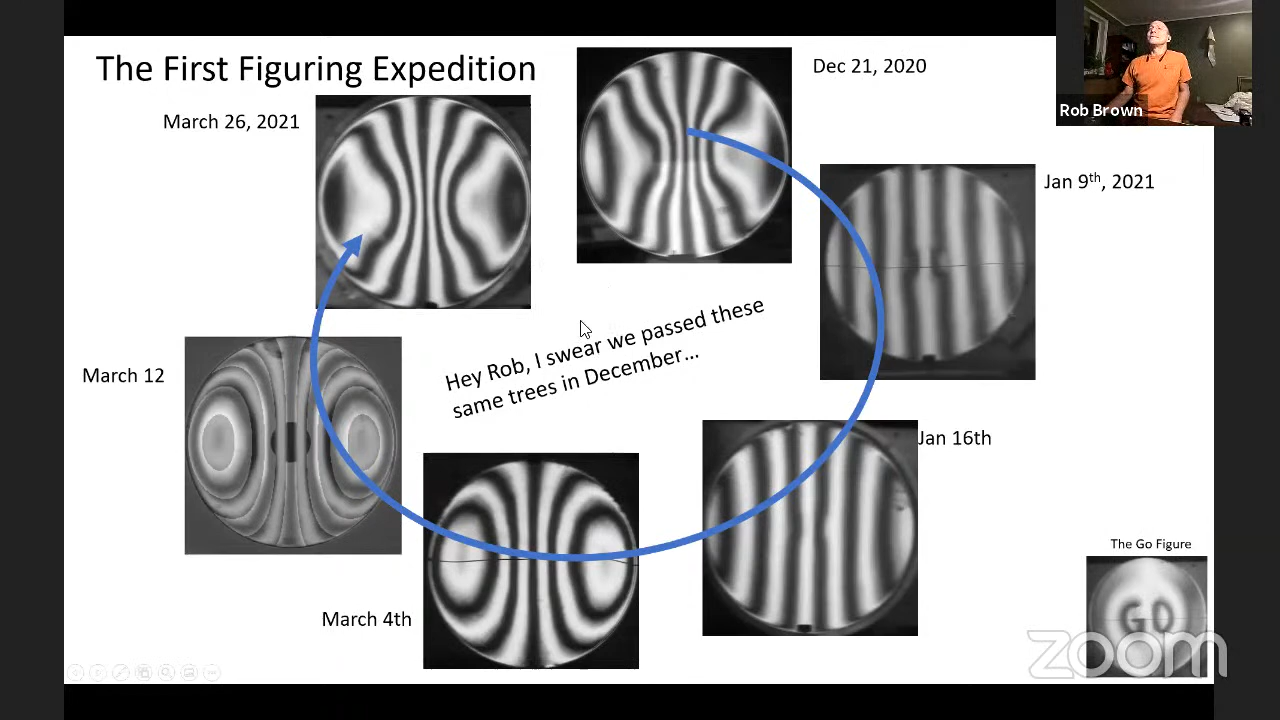 The First Figuring Expedition
Dec 21, 2020
Rob Brown
March 26, 2021
Jan 9th, 2021
Hey Rob, I swear we passed these
same trees in December...
March 12
Jan 16th
The Go Figure
GO
March 4th
zoom